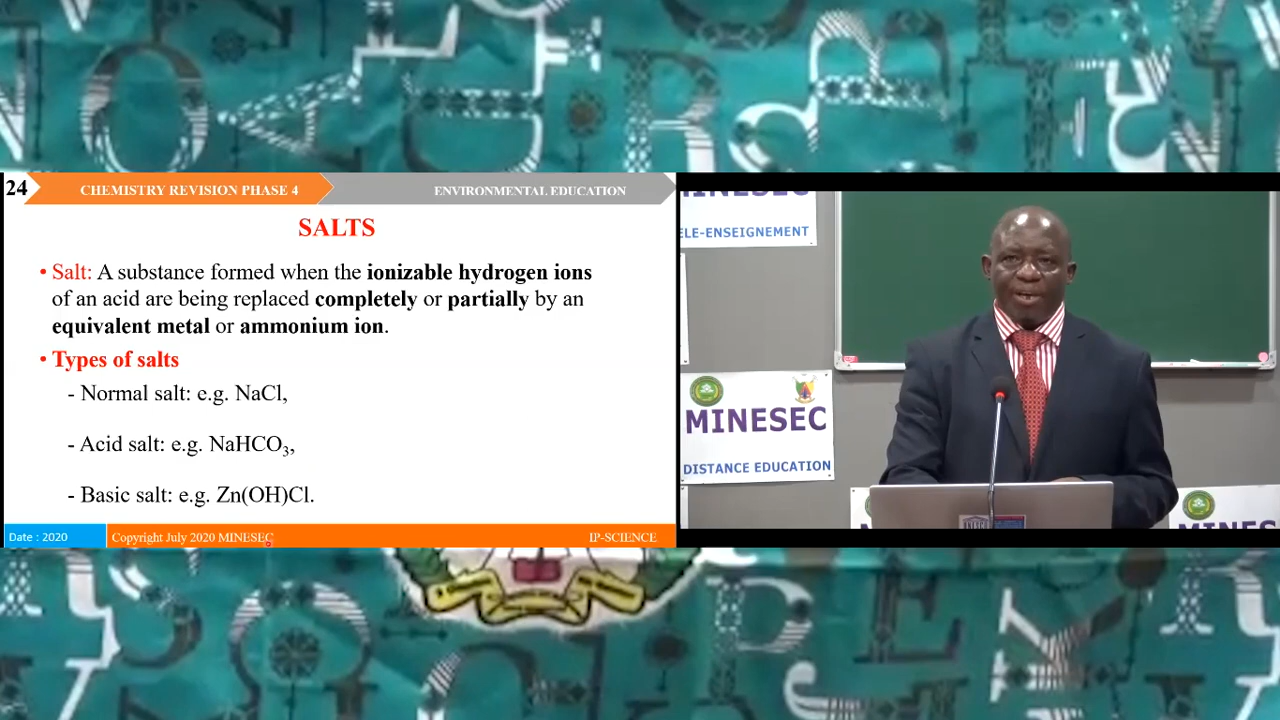 24
CHEMISTRY REVISION PHASE 4
ENVIRONMENTAL EDUCATION
SALTS
• Salt: A substance formed when the ionizable hydrogen ions
of an acid are being replaced completely or partially by an
equivalent metal or ammonium ion.
• Types of salts
- Normal salt: e.g. NaCl,
- Acid salt: e.g. NaHCO₃,
- Basic salt: e.g. Zn(OH)Cl.
Date : 2020
Copyright July 2020 MINESEC
IP-SCIENCE
MINESEC
ELE-ENSEIGNEMENT
MINESEC
DISTANCE EDUCATION
MINES